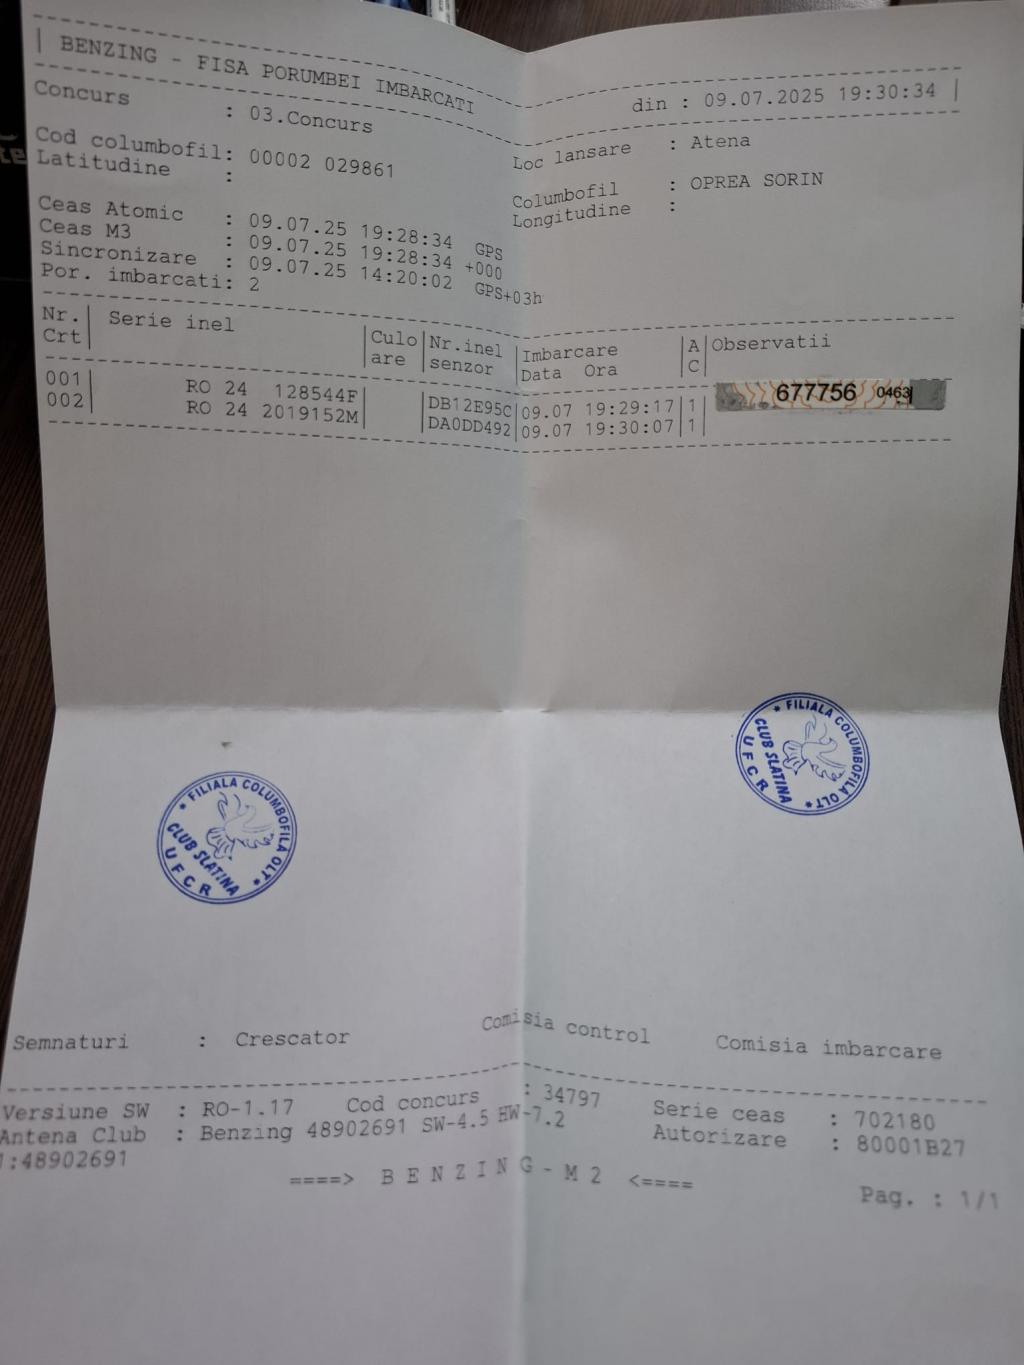 | BENZING - FISA PORUMBEI IMBARCATI din : 09.07.2025 19:30:34 |
Concurs : 03.Concurs Loc lansare : Atena
Cod columbofil: 00002 029861 Columbofil : OPREA SORIN
Latitudine : Longitudine :
Ceas Atomic : 09.07.25 19:28:34 GPS
Ceas M3 : 09.07.25 19:28:34 +000
Sincronizare : 09.07.25 14:20:02 GPS+03h
Por. imbarcati: 2
Nr.| Serie inel |Culo|Nr.inel |Imbarcare |A|Observatii
Crt| |are |senzor |Data Ora |C|
001| RO 24 128544F| |DB12E95C|09.07 19:29:17|1| 677756 0463
002| RO 24 2019152M| |DA0DD492|09.07 19:30:07|1|
* FILIALA COLUMBOFILA OLT *
CLUB SLATINA
UFCR
* FILIALA COLUMBOFILA OLT *
CLUB SLATINA
UFCR
Semnaturi : Crescator Comisia control Comisia imbarcare
Versiune SW : RO-1.17 Cod concurs : 34797 Serie ceas : 702180
Antena Club : Benzing 48902691 SW-4.5 HW-7.2 Autorizare : 80001B27
1:48902691
====> B E N Z I N G - M 2 <====
Pag. : 1/1